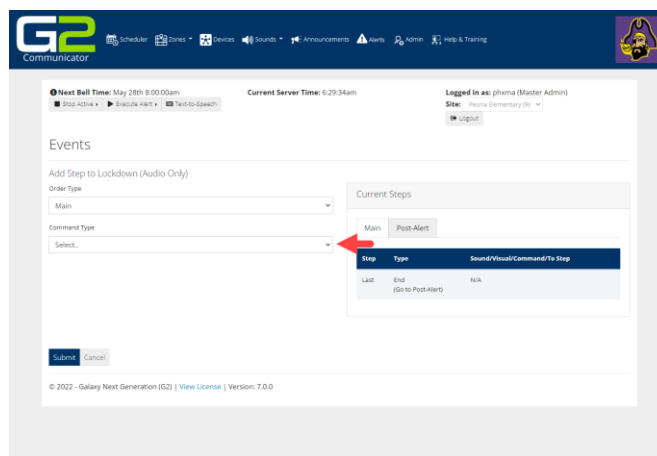 G2
Communicator
Scheduler Zones Devices Sounds Announcements Alerts Admin Help & Training
Next Bell Time: May 28th 8:00:00am Current Server Time: 6:29:34am Logged in as: phxma (Master Admin)
Stop Active Execute Alert Text-to-Speech Site: Peoria Elementary (9)
Logout
Events
Add Step to Lockdown (Audio Only)
Order Type
Main
Command Type
Select..
Current Steps
Main Post-Alert
Step Type Sound/Visual/Command/To Step
Last End N/A
(Go to Post-Alert)
Submit Cancel
© 2022 - Galaxy Next Generation (G2) | View License | Version: 7.0.0